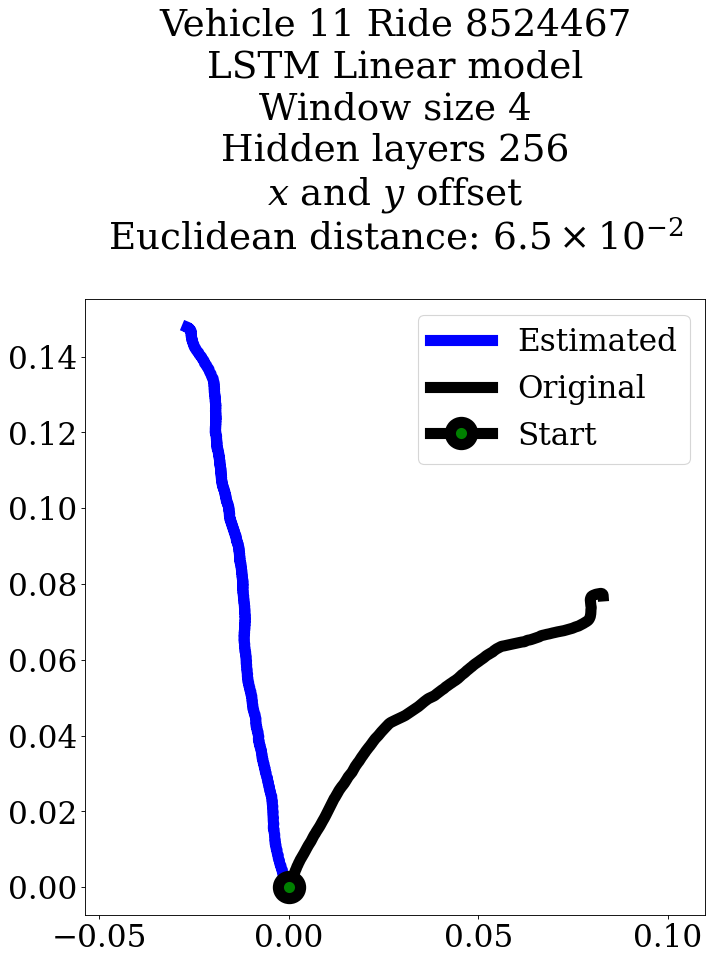 Vehicle 11 Ride 8524467
LSTM Linear model
Window size 4
Hidden layers 256
x and y offset
Euclidean distance: 6.5 × 10⁻²
Estimated
Original
Start
0.14
0.12
0.10
0.08
0.06
0.04
0.02
0.00
−0.05 0.00 0.05 0.10